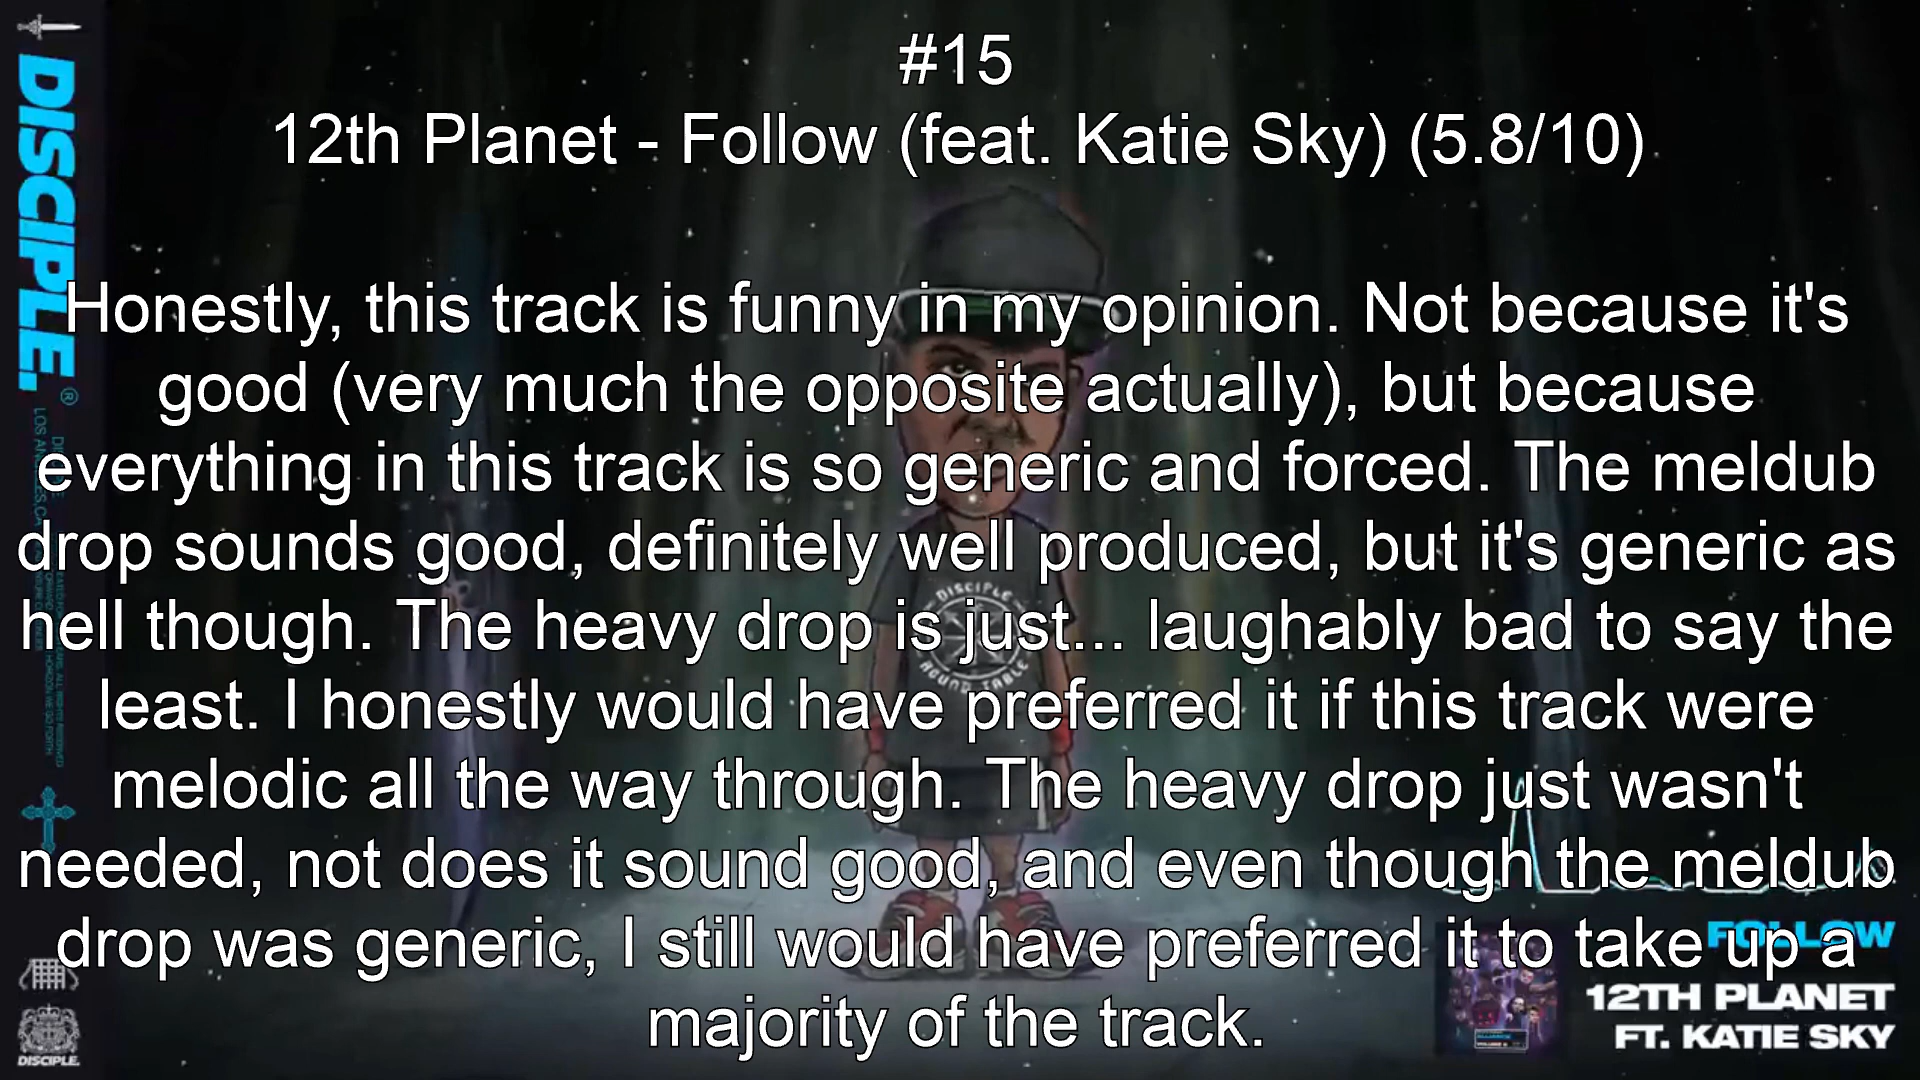 #15
12th Planet - Follow (feat. Katie Sky) (5.8/10)
Honestly, this track is funny in my opinion. Not because it's
good (very much the opposite actually), but because
everything in this track is so generic and forced. The meldub
drop sounds good, definitely well produced, but it's generic as
hell though. The heavy drop is just... laughably bad to say the
least. I honestly would have preferred it if this track were
melodic all the way through. The heavy drop just wasn't
needed, not does it sound good, and even though the meldub
drop was generic, I still would have preferred it to take up a
majority of the track.
DISCIPLE.®
LOS ANGELES, CA
DISCIPLE
ROUND TABLE
FOLLOW
12TH PLANET
FT. KATIE SKY
DISCIPLE.